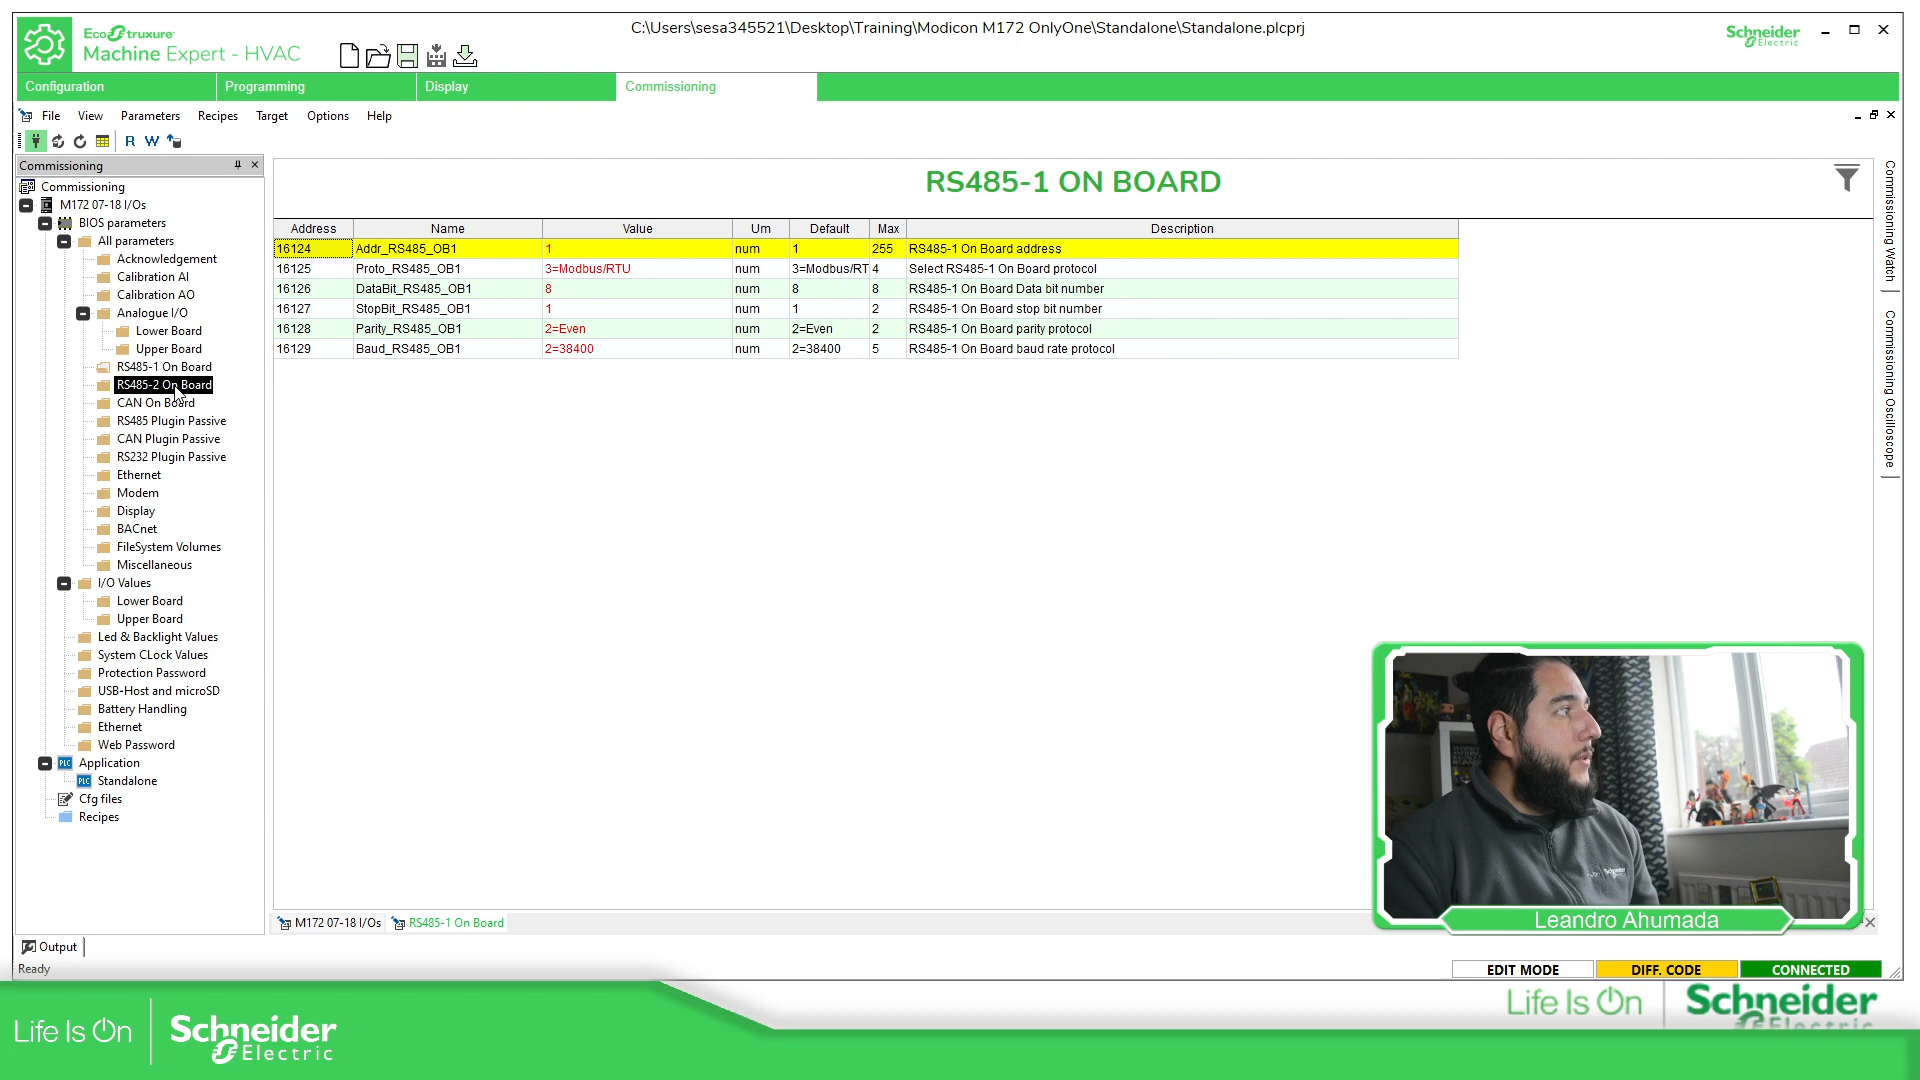 C:\Users\sesa345521\Desktop\Training\Modicon M172 OnlyOne\Standalone\Standalone.plcprj
EcoStruxure
Machine Expert - HVAC
Schneider
Electric
Configuration
Programming
Display
Commissioning
File View Parameters Recipes Target Options Help
R W
Commissioning
Commissioning
M172 07-18 I/Os
BIOS parameters
All parameters
Acknowledgement
Calibration AI
Calibration AO
Analogue I/O
Lower Board
Upper Board
RS485-1 On Board
RS485-2 On Board
CAN On Board
RS485 Plugin Passive
CAN Plugin Passive
RS232 Plugin Passive
Ethernet
Modem
Display
BACnet
FileSystem Volumes
Miscellaneous
I/O Values
Lower Board
Upper Board
Led & Backlight Values
System CLock Values
Protection Password
USB-Host and microSD
Battery Handling
Ethernet
Web Password
PLC Application
PLC Standalone
Cfg files
Recipes
RS485-1 ON BOARD
Address Name Value Um Default Max Description
16124 Addr_RS485_OB1 1 num 1 255 RS485-1 On Board address
16125 Proto_RS485_OB1 3=Modbus/RTU num 3=Modbus/RT 4 Select RS485-1 On Board protocol
16126 DataBit_RS485_OB1 8 num 8 8 RS485-1 On Board Data bit number
16127 StopBit_RS485_OB1 1 num 1 2 RS485-1 On Board stop bit number
16128 Parity_RS485_OB1 2=Even num 2=Even 2 RS485-1 On Board parity protocol
16129 Baud_RS485_OB1 2=38400 num 2=38400 5 RS485-1 On Board baud rate protocol
Commissioning Watch
Commissioning Oscilloscope
Leandro Ahumada
M172 07-18 I/Os
RS485-1 On Board
Output
Ready
EDIT MODE
DIFF. CODE
CONNECTED
Life Is On
Schneider
Electric
Life Is On
Schneider
Electric